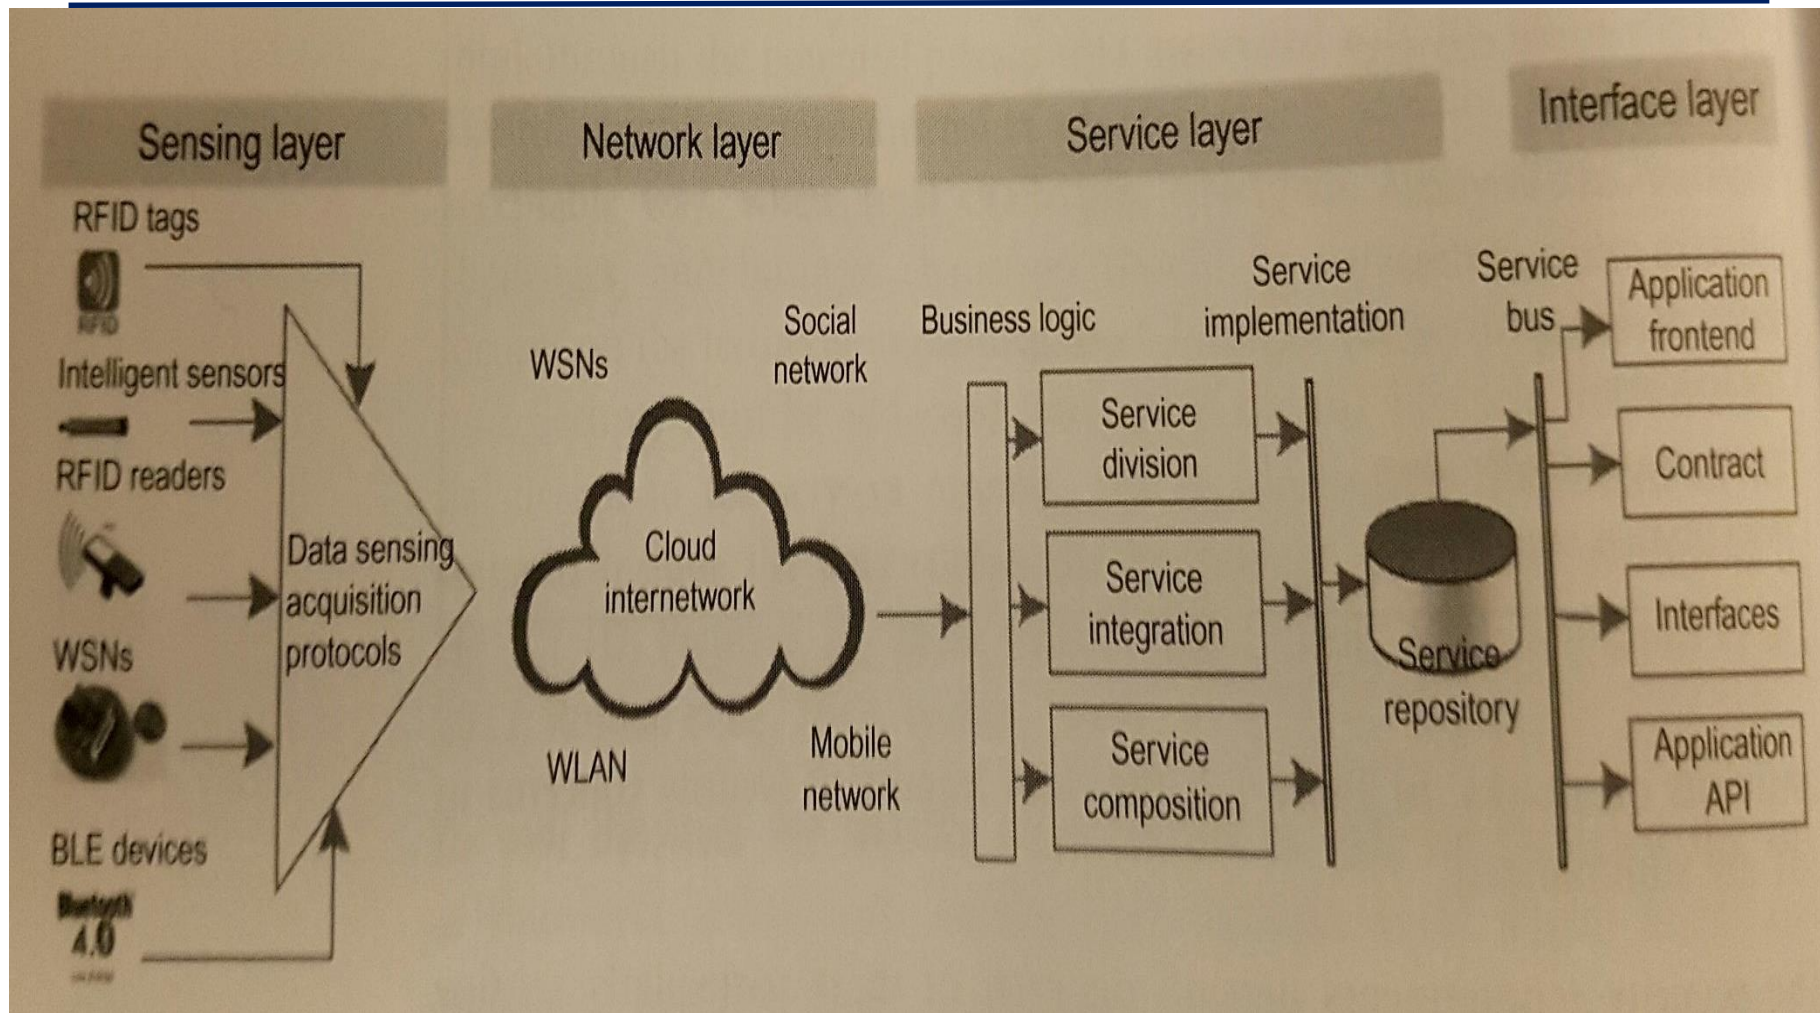 Sensing layer
Network layer
Service layer
Interface layer
RFID tags
RFID
Intelligent sensors
RFID readers
WSNs
BLE devices
Bluetooth
4.0
Data sensing
acquisition
protocols
WSNs
Social
network
Cloud
internetwork
WLAN
Mobile
network
Business logic
Service
division
Service
integration
Service
composition
Service
implementation
Service
repository
Service
bus
Application
frontend
Contract
Interfaces
Application
API